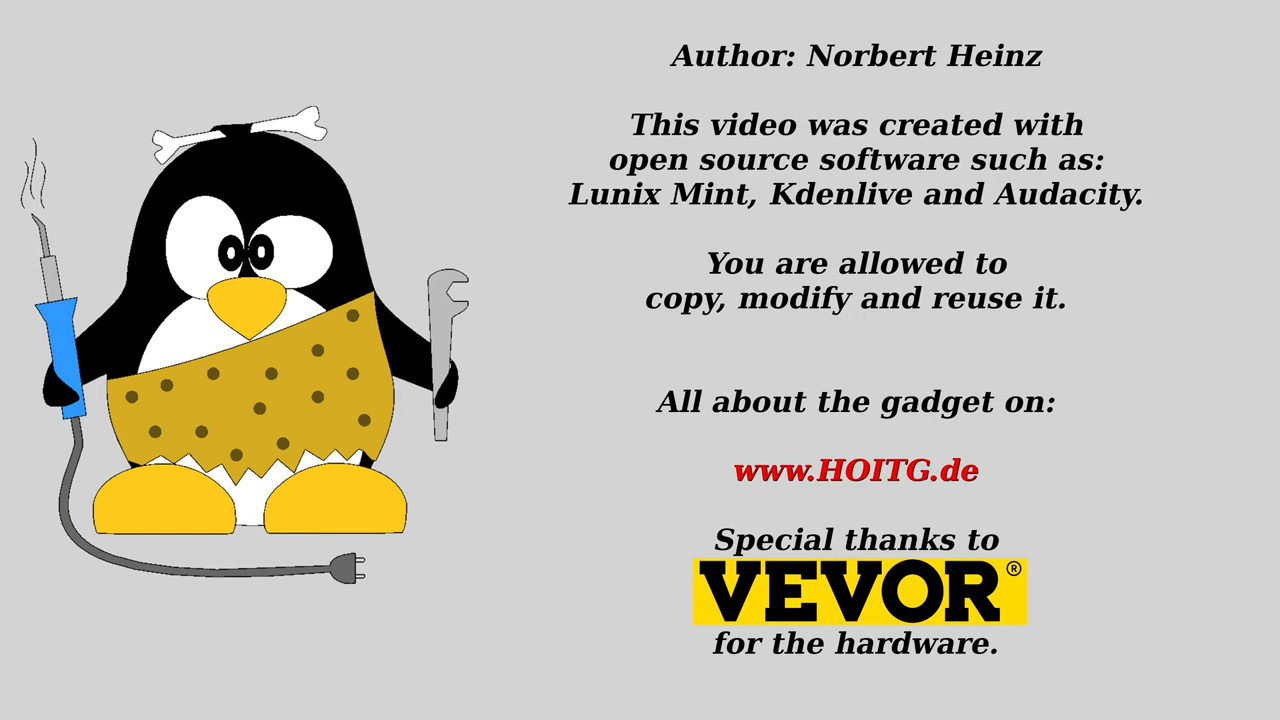 Author: Norbert Heinz
This video was created with
open source software such as:
Lunix Mint, Kdenlive and Audacity.
You are allowed to
copy, modify and reuse it.
All about the gadget on:
www.HOITG.de
Special thanks to
VEVOR®
for the hardware.